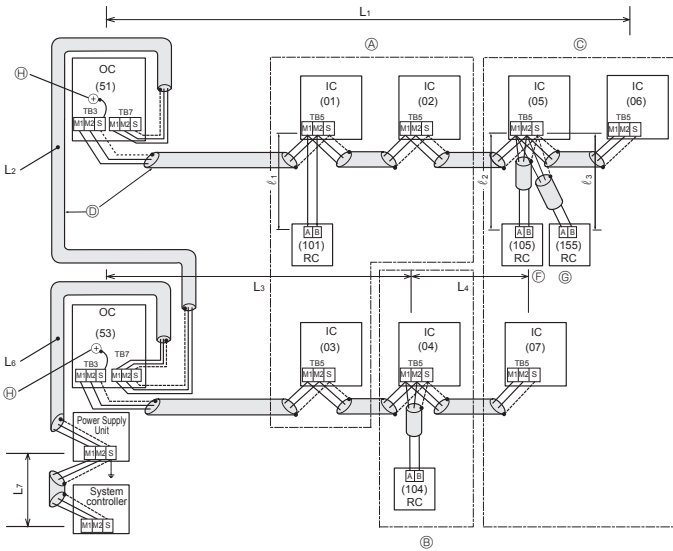 L1
Ⓐ
Ⓒ
Ⓗ
OC
(51)
TB3
TB7
M1 M2 S
M1 M2 S
IC
(01)
TB5
M1 M2 S
IC
(02)
TB5
M1 M2 S
IC
(05)
TB5
M1 M2 S
IC
(06)
TB5
M1 M2 S
L2
Ⓓ
ℓ1
ℓ2
ℓ3
A B
(101)
RC
A B
(105)
RC
Ⓕ
A B
(155)
RC
Ⓖ
L3
L4
L6
OC
(53)
Ⓗ
TB3
TB7
M1 M2 S
M1 M2 S
IC
(03)
TB5
M1 M2 S
IC
(04)
TB5
M1 M2 S
IC
(07)
TB5
M1 M2 S
Power Supply
Unit
M1 M2 S
L7
System
controller
M1 M2 S
A B
(104)
RC
Ⓑ